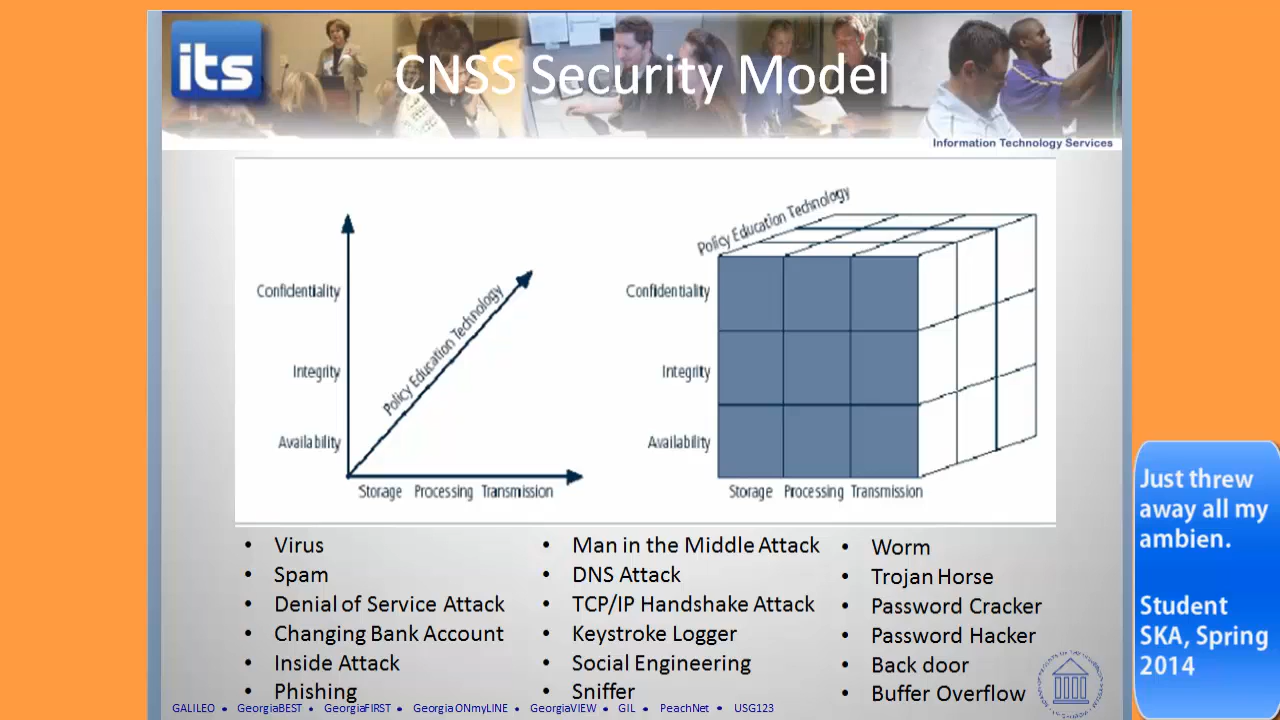 its
CNSS Security Model
Information Technology Services
Confidentiality
Integrity
Availability
Policy Education Technology
Storage Processing Transmission
Policy Education Technology
Confidentiality
Integrity
Availability
Storage Processing Transmission
• Virus
• Spam
• Denial of Service Attack
• Changing Bank Account
• Inside Attack
• Phishing
• Man in the Middle Attack
• DNS Attack
• TCP/IP Handshake Attack
• Keystroke Logger
• Social Engineering
• Sniffer
• Worm
• Trojan Horse
• Password Cracker
• Password Hacker
• Back door
• Buffer Overflow
GALILEO • GeorgiaBEST • GeorgiaFIRST • Georgia ONmyLINE • GeorgiaVIEW • GIL • PeachNet • USG123
Just threw
away all my
ambien.
Student
SKA, Spring
2014